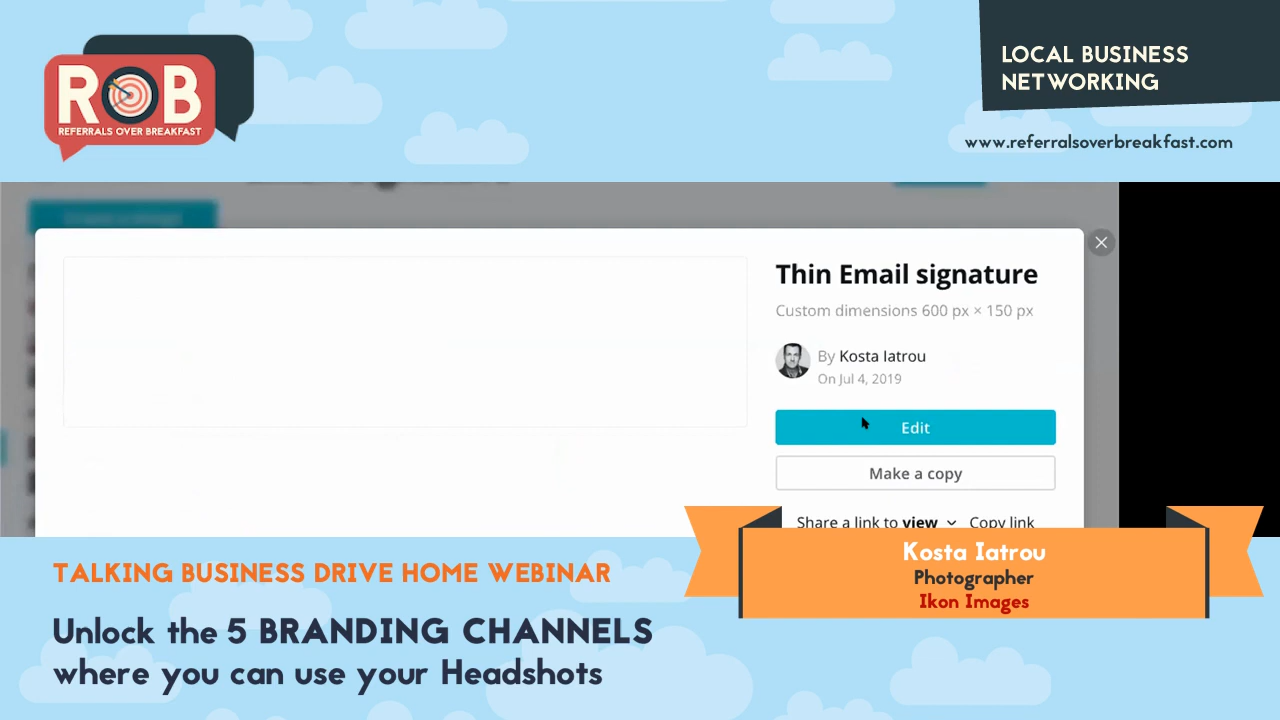 ROB
REFERRALS OVER BREAKFAST
LOCAL BUSINESS
NETWORKING
www.referralsoverbreakfast.com
Thin Email signature
Custom dimensions 600 px × 150 px
By Kosta Iatrou
On Jul 4, 2019
Edit
Make a copy
Share a link to view Copy link
Kosta Iatrou
Photographer
Ikon Images
TALKING BUSINESS DRIVE HOME WEBINAR
Unlock the 5 BRANDING CHANNELS
where you can use your Headshots